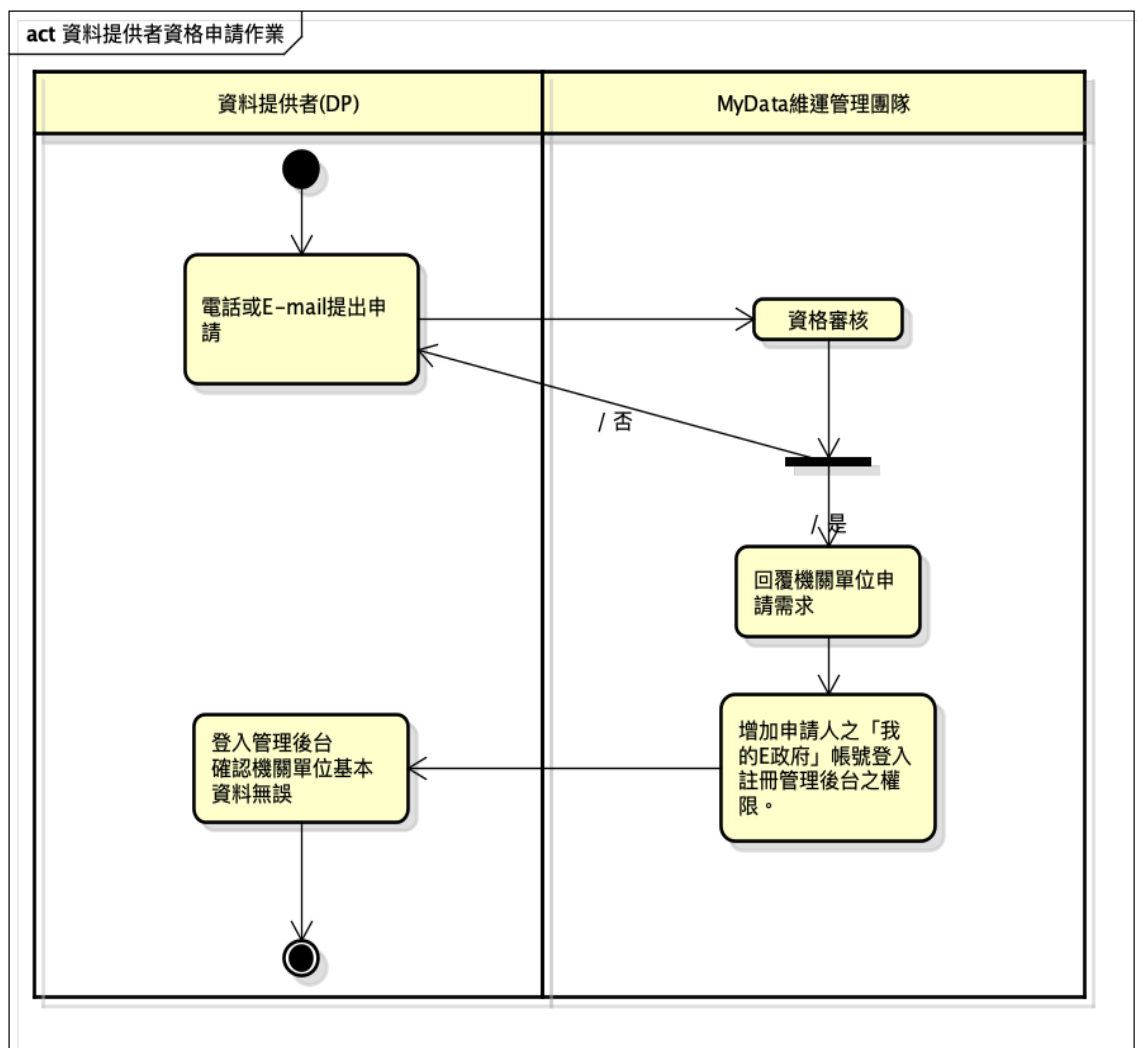 act 資料提供者資格申請作業
資料提供者(DP)
MyData維運管理團隊
電話或E-mail提出申
請
資格審核
/ 否
/ 是
回覆機關單位申
請需求
增加申請人之「我
的E政府」帳號登入
註冊管理後台之權
限。
登入管理後台
確認機關單位基本
資料無誤